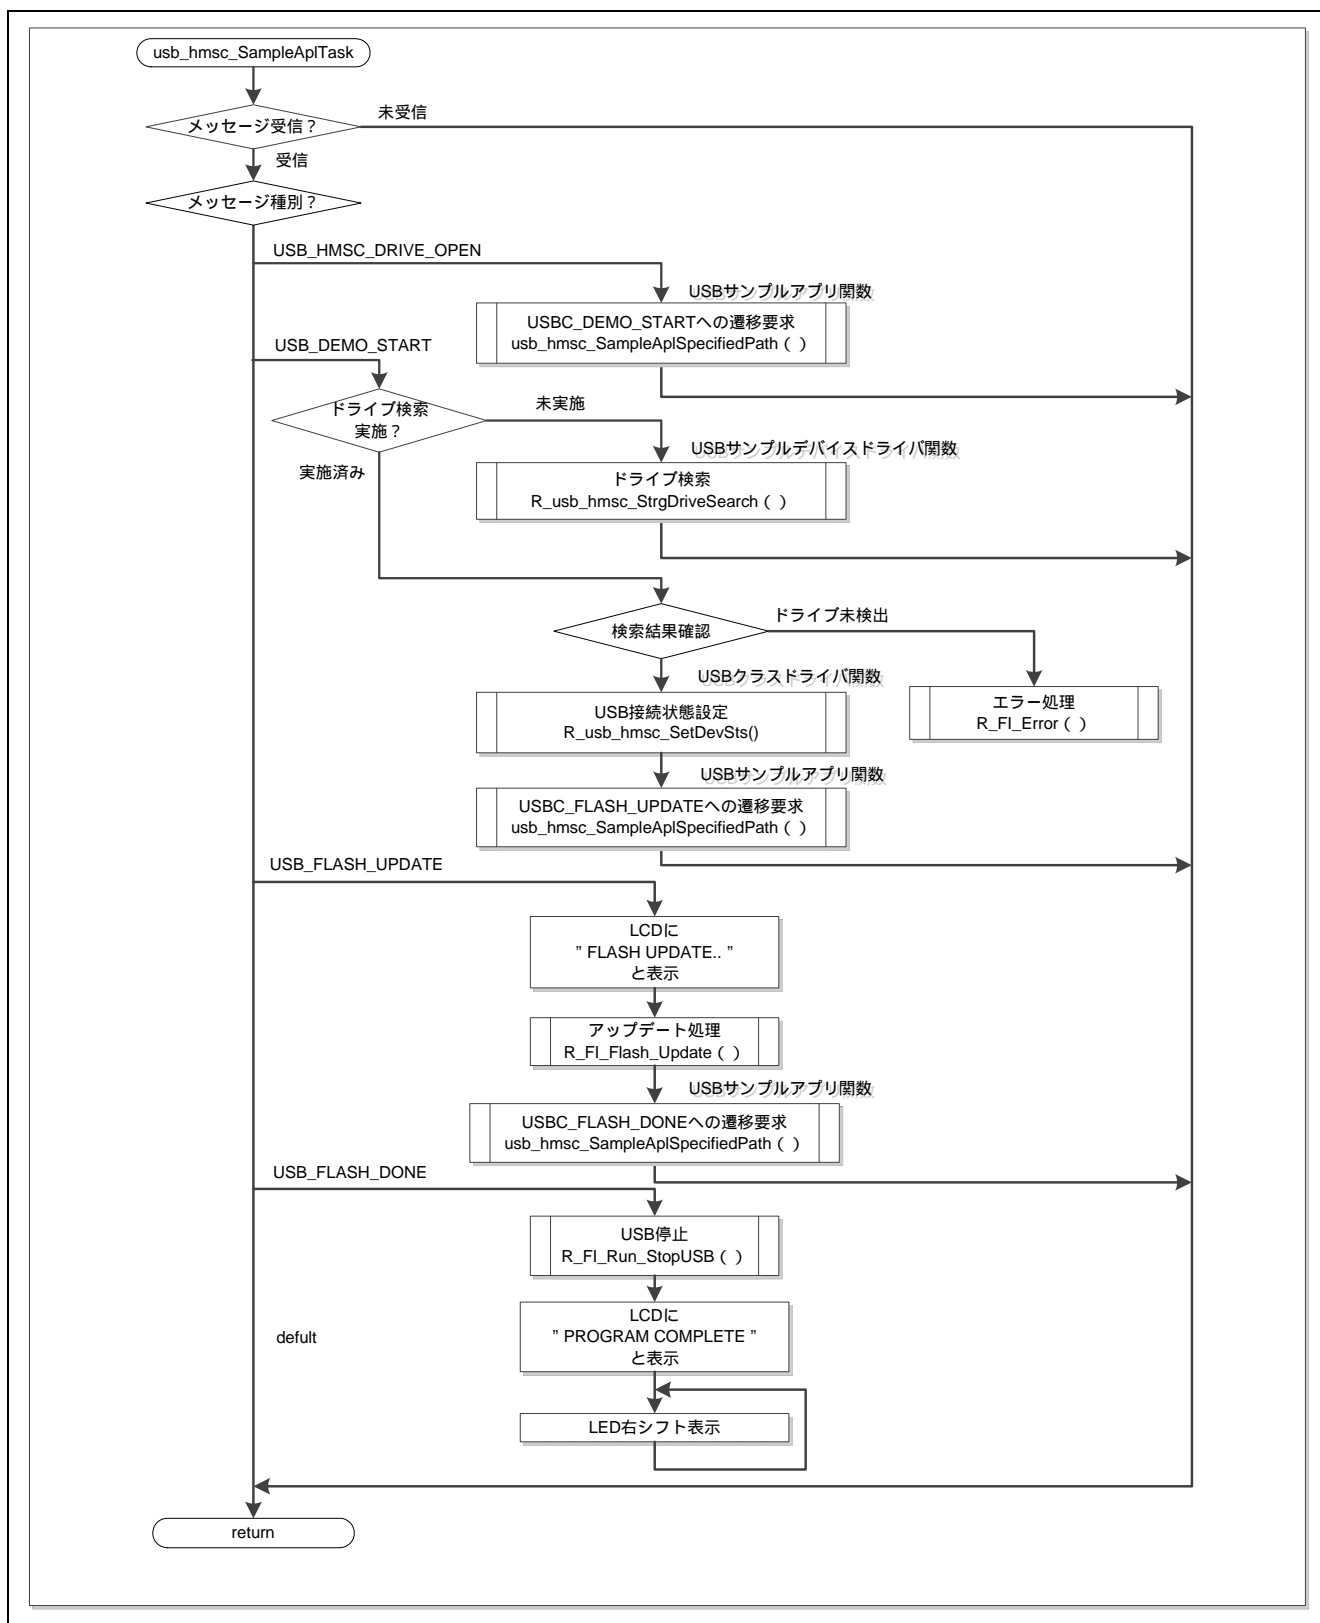 usb_hmsc_SampleAplTask
未受信
メッセージ受信？
受信
メッセージ種別？
USB_HMSC_DRIVE_OPEN
USBサンプルアプリ関数
USBC_DEMO_STARTへの遷移要求
usb_hmsc_SampleAplSpecifiedPath（ ）
USB_DEMO_START
ドライブ検索
実施？
未実施
実施済み
USBサンプルデバイスドライバ関数
ドライブ検索
R_usb_hmsc_StrgDriveSearch（ ）
検索結果確認
ドライブ未検出
USBクラスドライバ関数
USB接続状態設定
R_usb_hmsc_SetDevSts()
エラー処理
R_FI_Error（ ）
USBサンプルアプリ関数
USBC_FLASH_UPDATEへの遷移要求
usb_hmsc_SampleAplSpecifiedPath（ ）
USB_FLASH_UPDATE
LCDに
” FLASH UPDATE.. ”
と表示
アップデート処理
R_FI_Flash_Update（ ）
USBサンプルアプリ関数
USBC_FLASH_DONEへの遷移要求
usb_hmsc_SampleAplSpecifiedPath（ ）
USB_FLASH_DONE
USB停止
R_FI_Run_StopUSB（ ）
LCDに
” PROGRAM COMPLETE ”
と表示
defult
LED右シフト表示
return